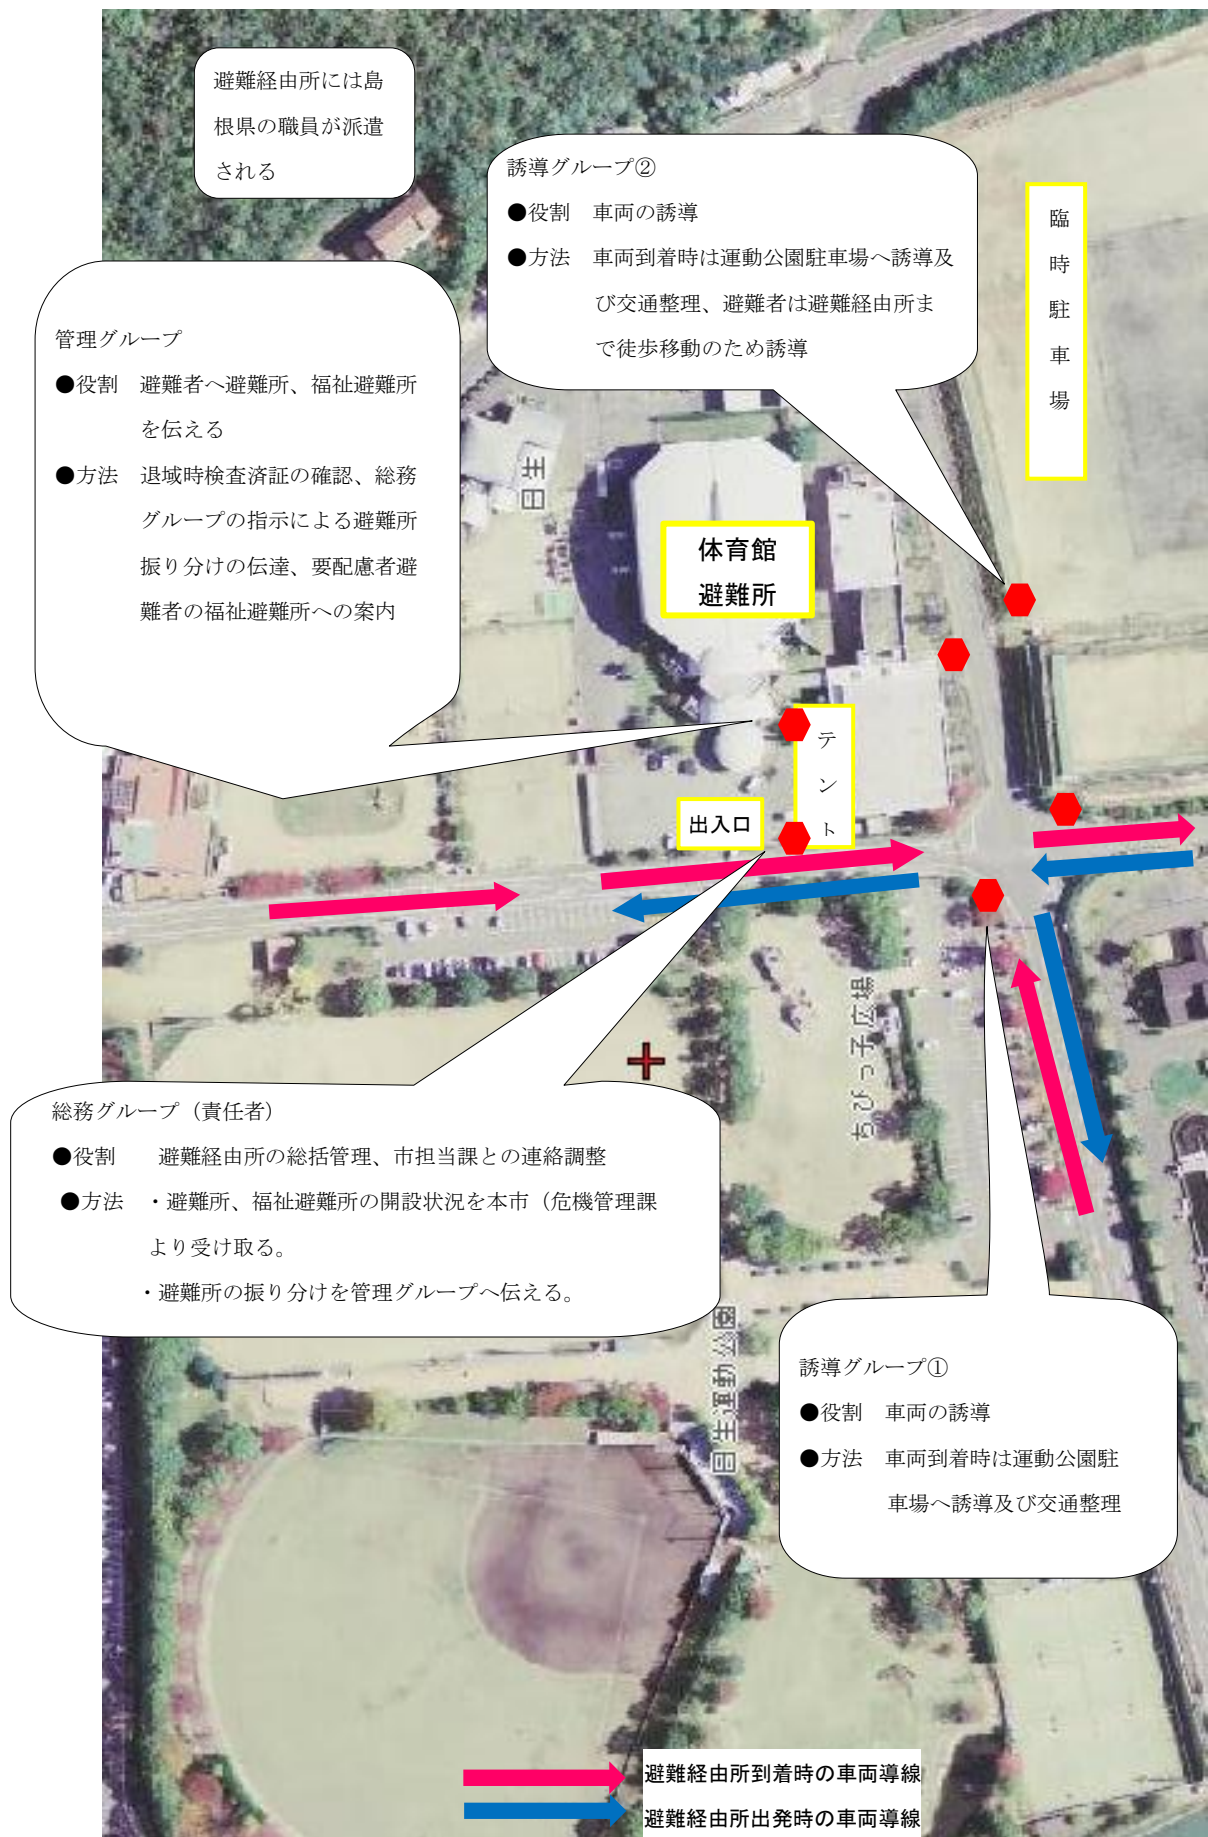 避難経由所には島
根県の職員が派遣
される
誘導グループ②
●役割　車両の誘導
●方法　車両到着時は運動公園駐車場へ誘導及
び交通整理、避難者は避難経由所ま
で徒歩移動のため誘導
臨時駐車場
管理グループ
●役割　避難者へ避難所、福祉避難所
を伝える
●方法　退域時検査済証の確認、総務
グループの指示による避難所
振り分けの伝達、要配慮者避
難者の福祉避難所への案内
日生
体育館
避難所
テント
出入口
ちびっ子広場
総務グループ（責任者）
●役割　　避難経由所の総括管理、市担当課との連絡調整
●方法　・避難所、福祉避難所の開設状況を本市（危機管理課
より受け取る。
・避難所の振り分けを管理グループへ伝える。
日生運動公園
誘導グループ①
●役割　車両の誘導
●方法　車両到着時は運動公園駐
車場へ誘導及び交通整理
避難経由所到着時の車両導線
避難経由所出発時の車両導線